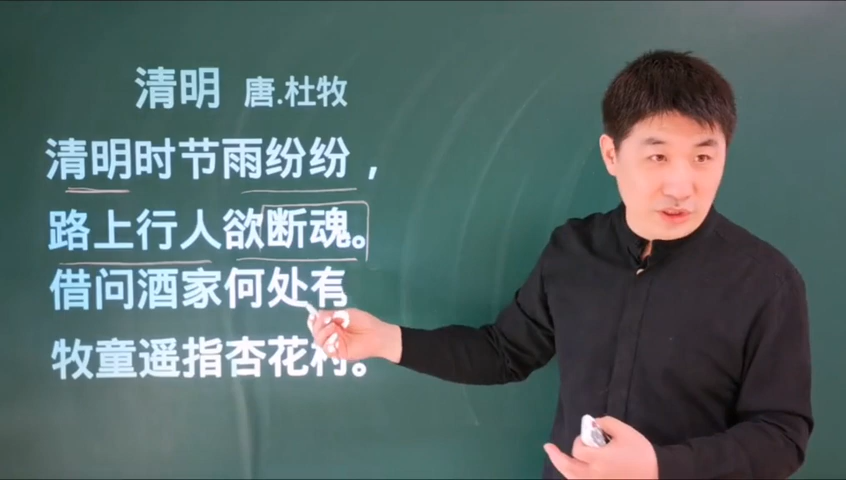 清明 唐.杜牧
清明时节雨纷纷，
路上行人欲断魂。
借问酒家何处有
牧童遥指杏花村。